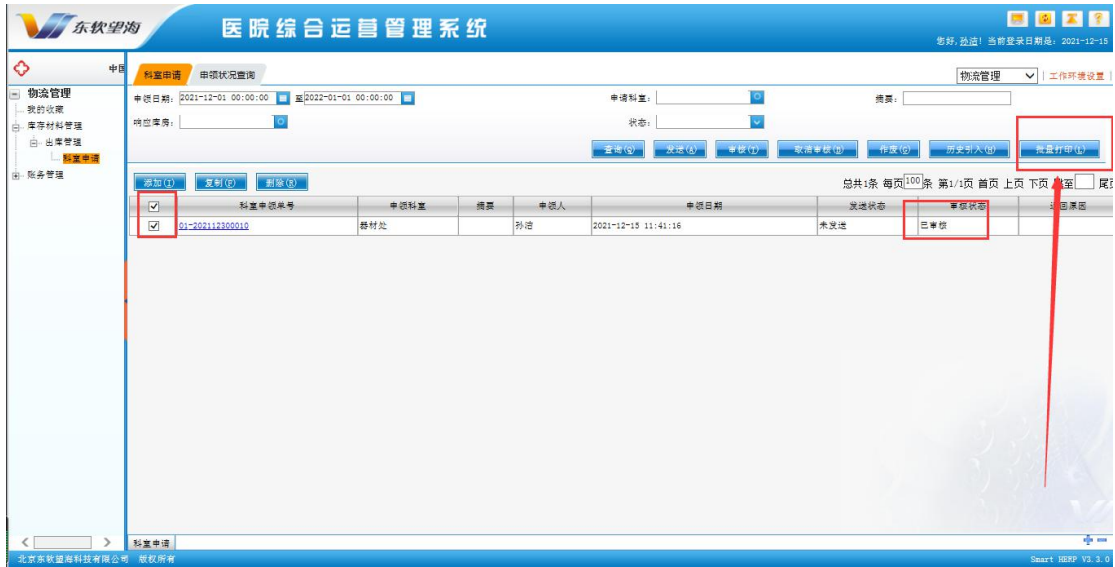 东软望海 医院综合运营管理系统
您好,孙洁! 当前登录日期是: 2021-12-15
中国
科室申请 申领状况查询 物流管理 工作环境设置
物流管理
我的收藏
库存材料管理
出库管理
科室申请
账务管理
申领日期: 2021-12-01 00:00:00 至 2022-01-01 00:00:00 申请科室: 摘要:
响应库房: 状态:
查询(Q) 发送(A) 审核(T) 取消审核(B) 作废(C) 历史引入(H) 批量打印(L)
添加(I) 复制(P) 删除(R) 总共1条 每页 100 条 第1/1页 首页 上页 下页 至 尾页
科室申领单号 申领科室 摘要 申领人 申领日期 发送状态 审核状态 退回原因
01-202112300010 器材处 孙洁 2021-12-15 11:41:16 未发送 已审核
科室申请
北京东软望海科技有限公司 版权所有 Smart HERP V3.3.0